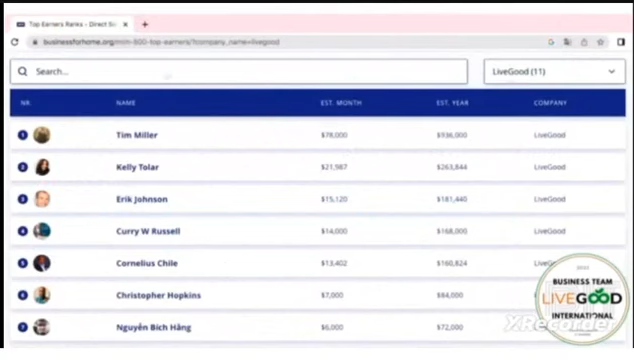 Top Earners Ranks - Direct Se
businessforhome.org/mlm-500-top-earners/?company_name=livegood
Search...
LiveGood (11)
NR. NAME EST. MONTH EST. YEAR COMPANY
1 Tim Miller $78,000 $936,000 LiveGood
2 Kelly Tolar $21,987 $263,844 LiveGood
3 Erik Johnson $15,120 $181,440 LiveGood
4 Curry W Russell $14,000 $168,000 LiveGood
5 Cornelius Chile $13,402 $160,824 LiveGood
6 Christopher Hopkins $7,000 $84,000
7 Nguyễn Bích Hằng $6,000 $72,000
BUSINESS TEAM
LIVEGOOD
INTERNATIONAL
XRecorder